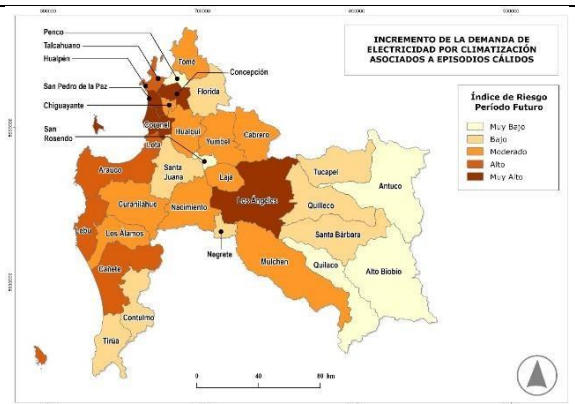 INCREMENTO DE LA DEMANDA DE
ELECTRICIDAD POR CLIMATIZACIÓN
ASOCIADOS A EPISODIOS CÁLIDOS
Índice de Riesgo
Período Futuro
Muy Bajo
Bajo
Moderado
Alto
Muy Alto
Penco
Talcahuano
Hualpén
San Pedro de la Paz
Chiguayante
San
Rosendo
Tomé
Concepción
Florida
Coronel
Hualqui
Yumbel
Cabrero
Lota
Santa
Juana
Arauco
Laja
Tucapel
Antuco
Curanilahue
Nacimiento
Los Ángeles
Quilleco
Lebu
Los Álamos
Santa Bárbara
Negrete
Cañete
Mulchen
Quilaco
Alto Biobío
Contulmo
Tirúa
0 40 80 km